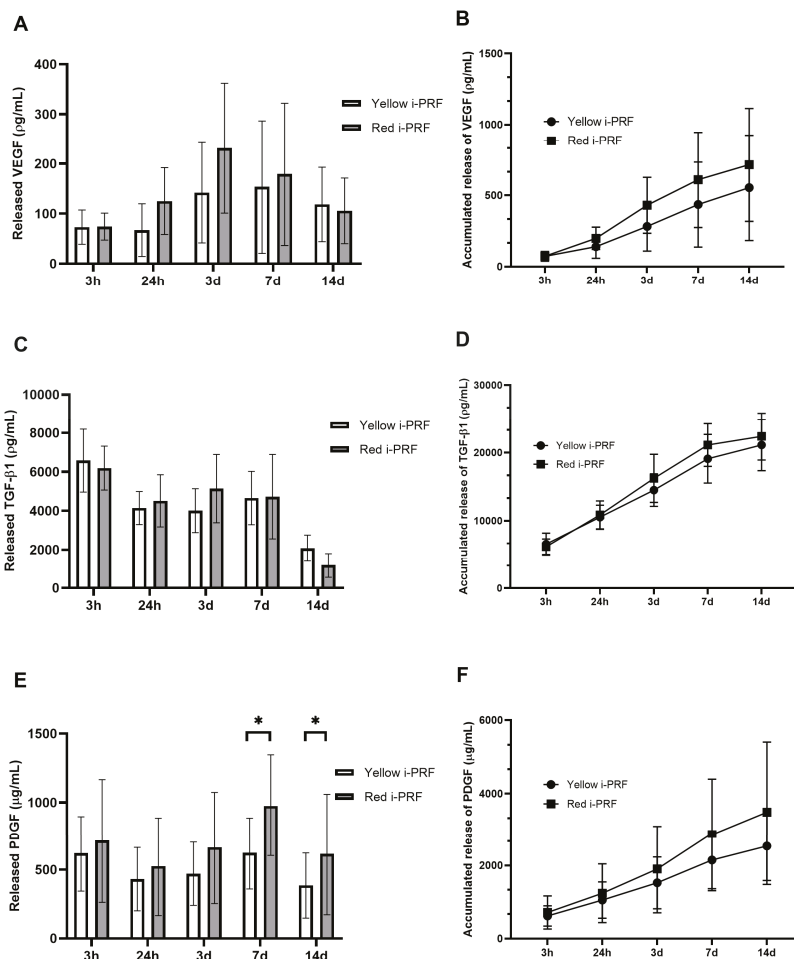 A
Released VEGF (ρg/mL)
400
300
200
100
0
3h 24h 3d 7d 14d
Yellow i-PRF
Red i-PRF
B
Accumulated release of VEGF (ρg/mL)
1500
1000
500
0
3h 24h 3d 7d 14d
Yellow i-PRF
Red i-PRF
C
Released TGF-β1 (ρg/mL)
10000
8000
6000
4000
2000
0
3h 24h 3d 7d 14d
Yellow i-PRF
Red i-PRF
D
Accumulated release of TGF-β1 (ρg/mL)
30000
20000
10000
0
3h 24h 3d 7d 14d
Yellow i-PRF
Red i-PRF
E
Released PDGF (µg/mL)
1500
1000
500
0
* *
3h 24h 3d 7d 14d
Yellow i-PRF
Red i-PRF
F
Accumulated release of PDGF (µg/mL)
6000
4000
2000
0
3h 24h 3d 7d 14d
Yellow i-PRF
Red i-PRF